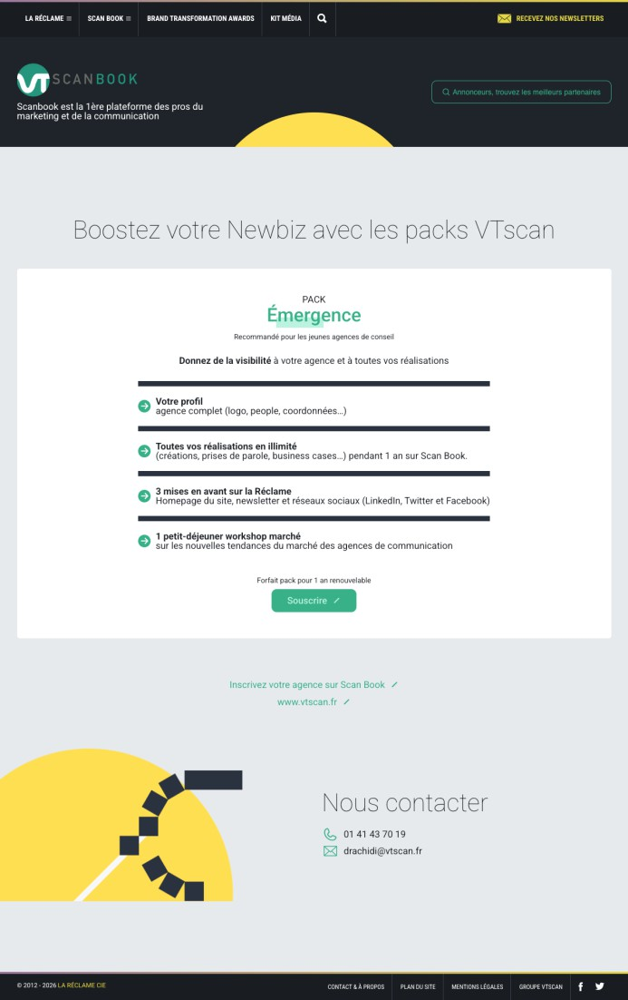 LA RÉCLAME
SCAN BOOK
BRAND TRANSFORMATION AWARDS
KIT MÉDIA
RECEVEZ NOS NEWSLETTERS
VT SCANBOOK
Scanbook est la 1ère plateforme des pros du
marketing et de la communication
Annonceurs, trouvez les meilleurs partenaires
Boostez votre Newbiz avec les packs VTscan
PACK
Émergence
Recommandé pour les jeunes agences de conseil
Donnez de la visibilité à votre agence et à toutes vos réalisations
Votre profil
agence complet (logo, people, coordonnées…)
Toutes vos réalisations en illimité
(créations, prises de parole, business cases…) pendant 1 an sur Scan Book.
3 mises en avant sur la Réclame
Homepage du site, newsletter et réseaux sociaux (LinkedIn, Twitter et Facebook)
1 petit-déjeuner workshop marché
sur les nouvelles tendances du marché des agences de communication
Forfait pack pour 1 an renouvelable
Souscrire
Inscrivez votre agence sur Scan Book
www.vtscan.fr
Nous contacter
01 41 43 70 19
drachidi@vtscan.fr
© 2012 - 2026 LA RÉCLAME CIE
CONTACT & À PROPOS
PLAN DU SITE
MENTIONS LÉGALES
GROUPE VTSCAN